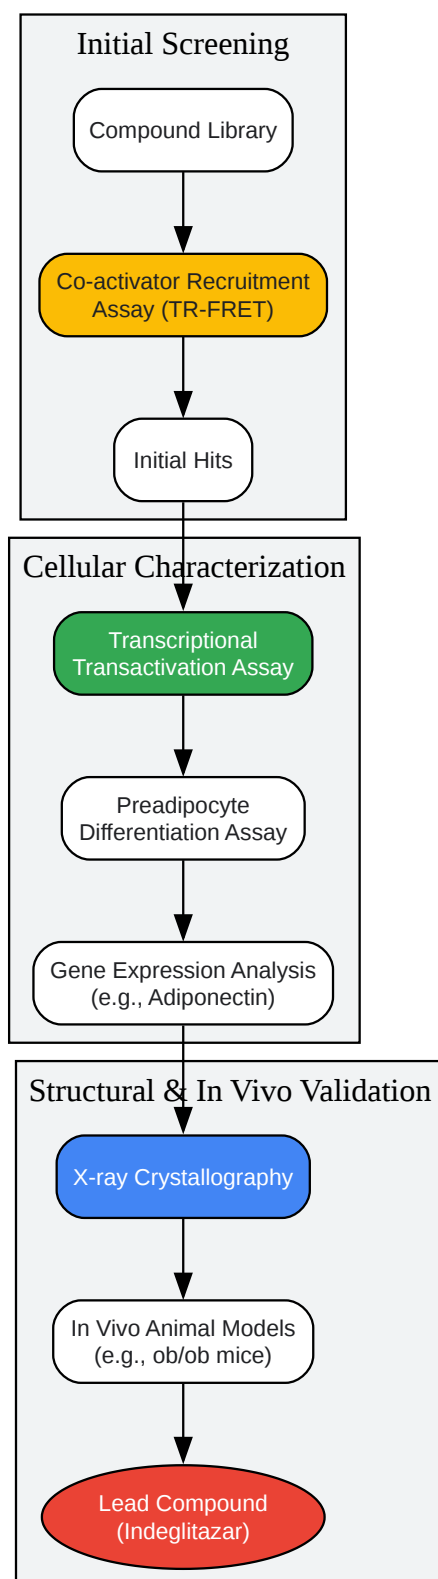 Initial Screening
Compound Library
Co-activator Recruitment
Assay (TR-FRET)
Initial Hits
Cellular Characterization
Transcriptional
Transactivation Assay
Preadipocyte
Differentiation Assay
Gene Expression Analysis
(e.g., Adiponectin)
Structural & In Vivo Validation
X-ray Crystallography
In Vivo Animal Models
(e.g., ob/ob mice)
Lead Compound
(Indeglitazar)